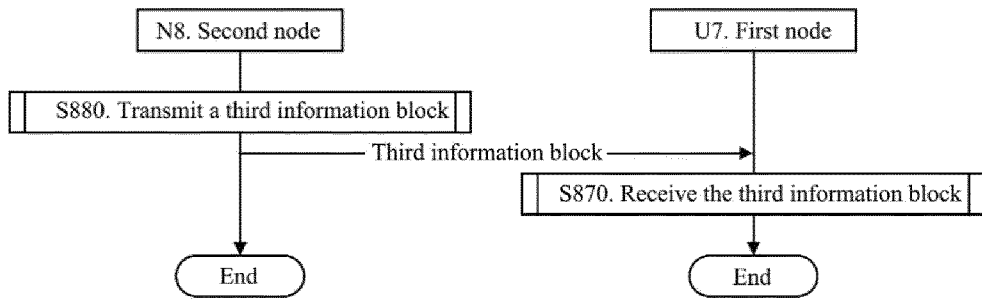 N8. Second node
U7. First node
S880. Transmit a third information block
Third information block
S870. Receive the third information block
End
End